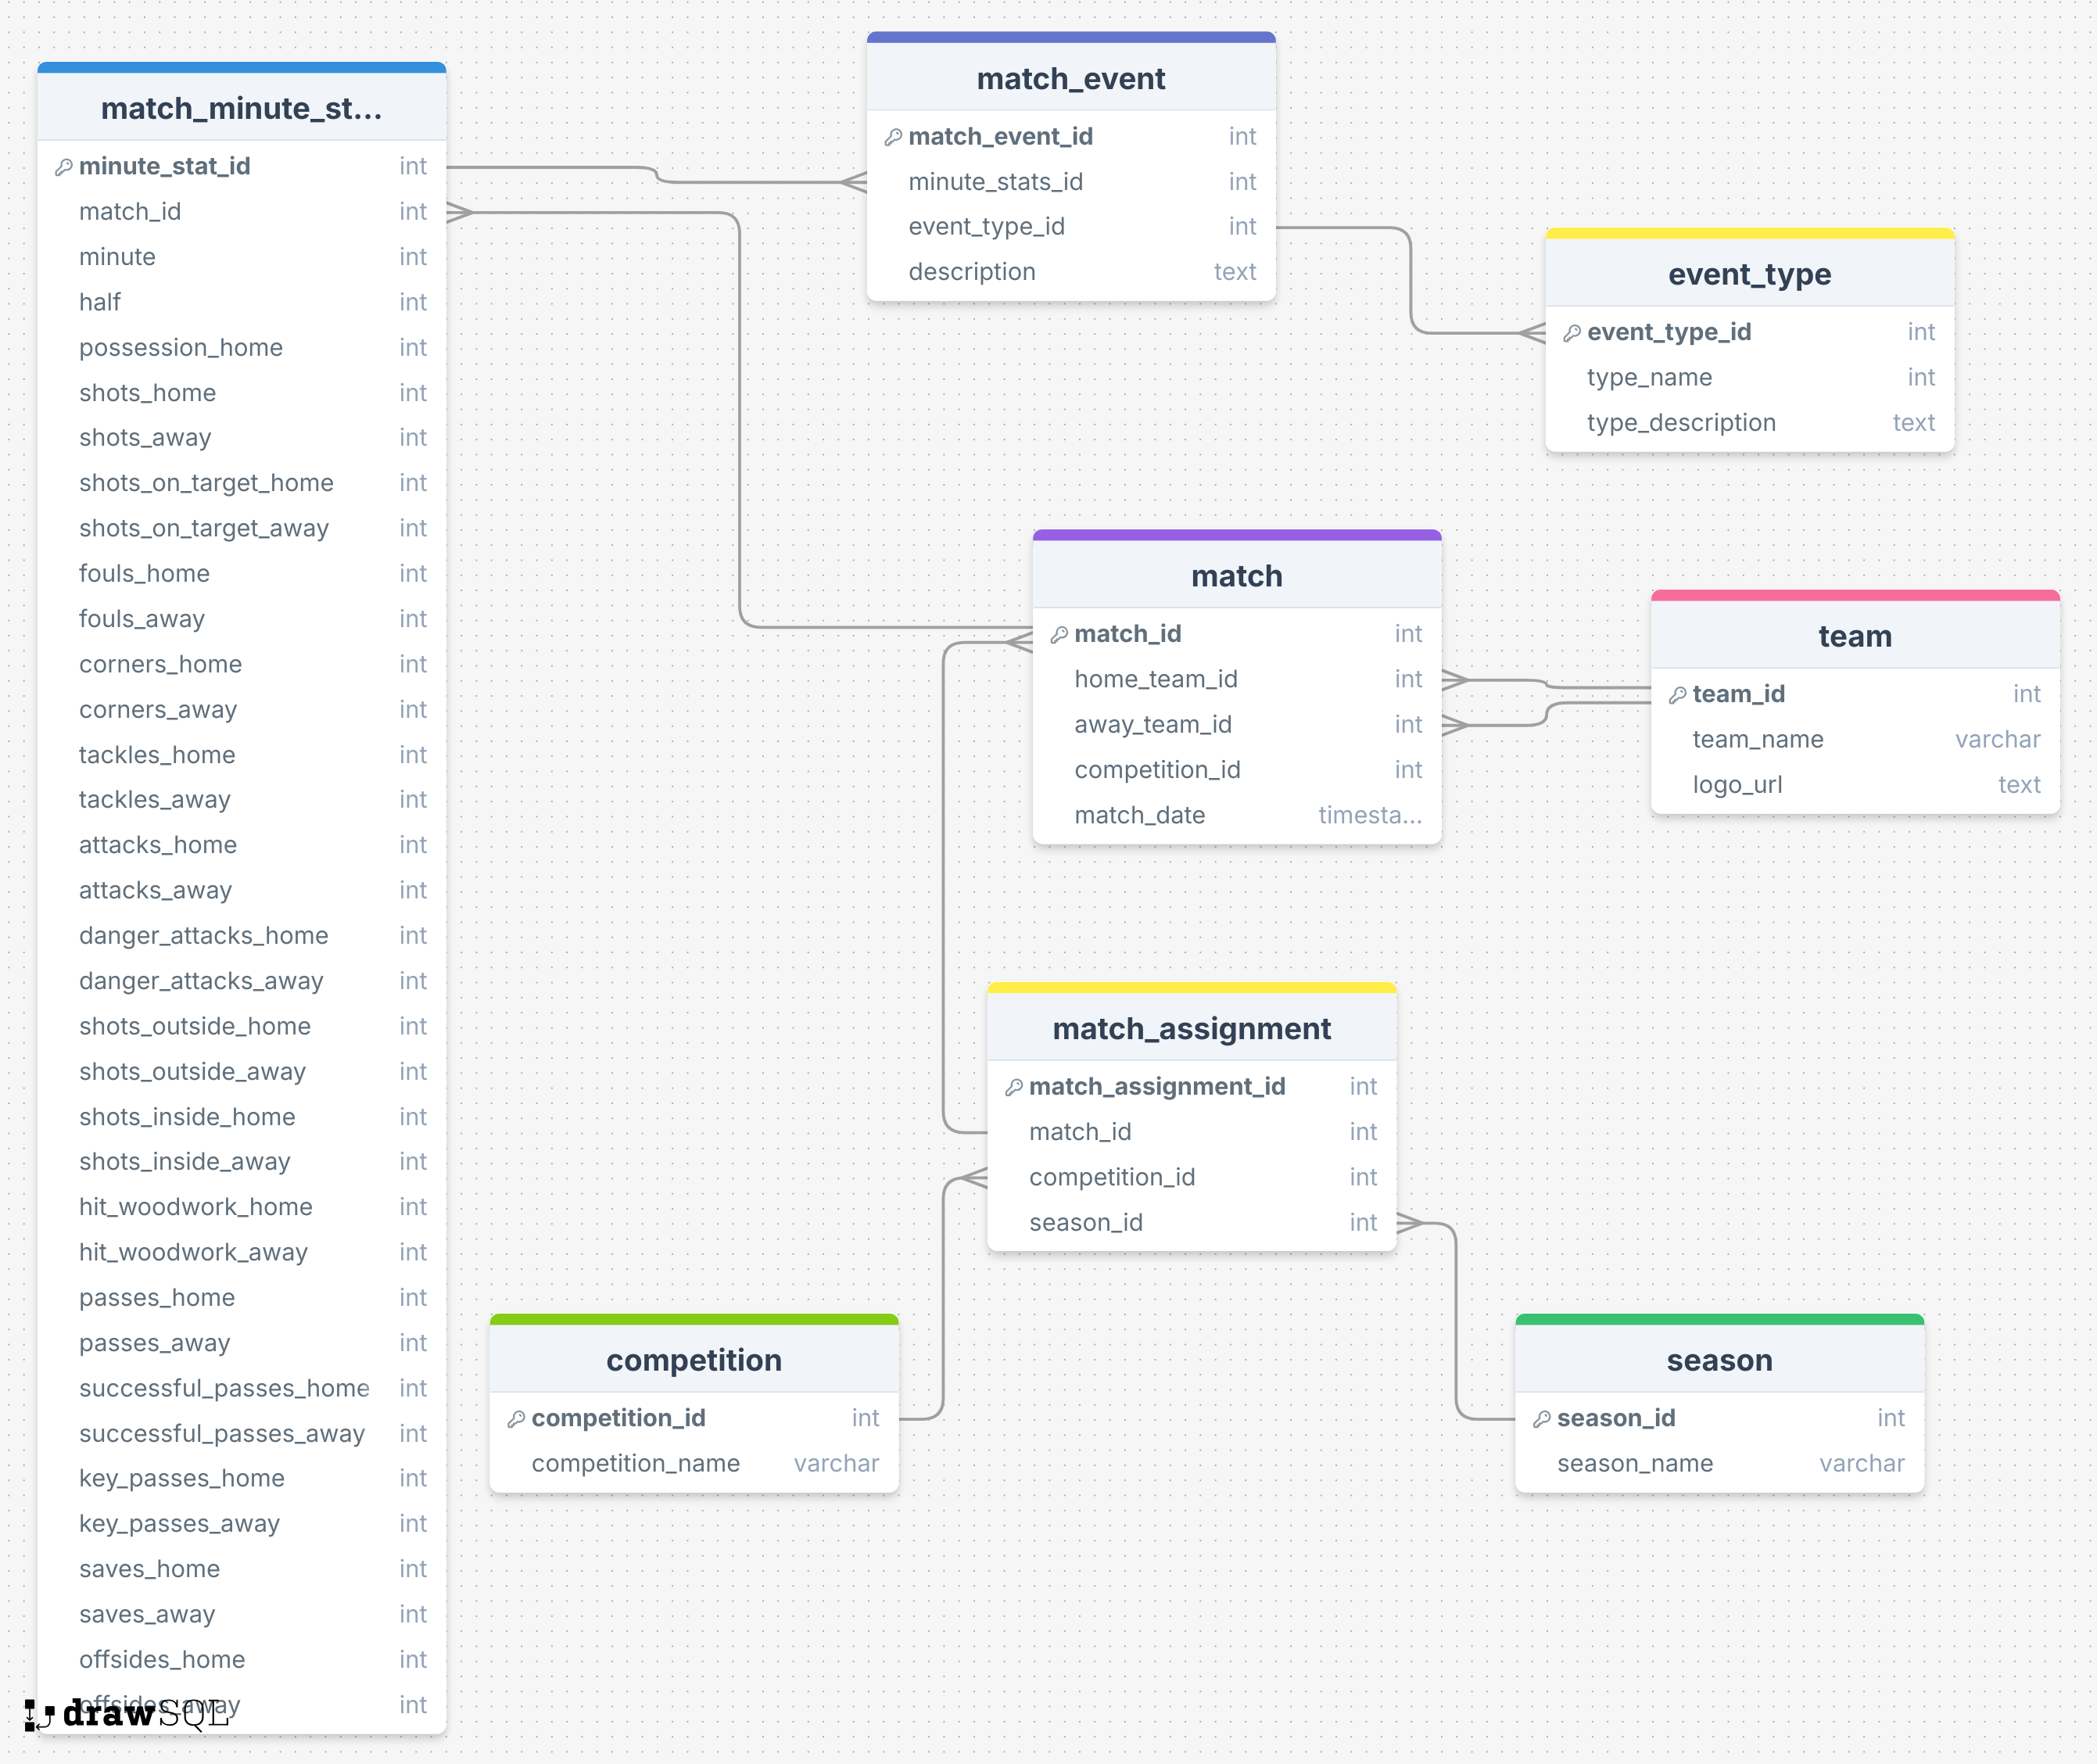 match_minute_st...
minute_stat_id int
match_id int
minute int
half int
possession_home int
shots_home int
shots_away int
shots_on_target_home int
shots_on_target_away int
fouls_home int
fouls_away int
corners_home int
corners_away int
tackles_home int
tackles_away int
attacks_home int
attacks_away int
danger_attacks_home int
danger_attacks_away int
shots_outside_home int
shots_outside_away int
shots_inside_home int
shots_inside_away int
hit_woodwork_home int
hit_woodwork_away int
passes_home int
passes_away int
successful_passes_home int
successful_passes_away int
key_passes_home int
key_passes_away int
saves_home int
saves_away int
offsides_home int
offsides_away int
drawSQL
match_event
match_event_id int
minute_stats_id int
event_type_id int
description text
event_type
event_type_id int
type_name int
type_description text
match
match_id int
home_team_id int
away_team_id int
competition_id int
match_date timesta...
team
team_id int
team_name varchar
logo_url text
match_assignment
match_assignment_id int
match_id int
competition_id int
season_id int
competition
competition_id int
competition_name varchar
season
season_id int
season_name varchar